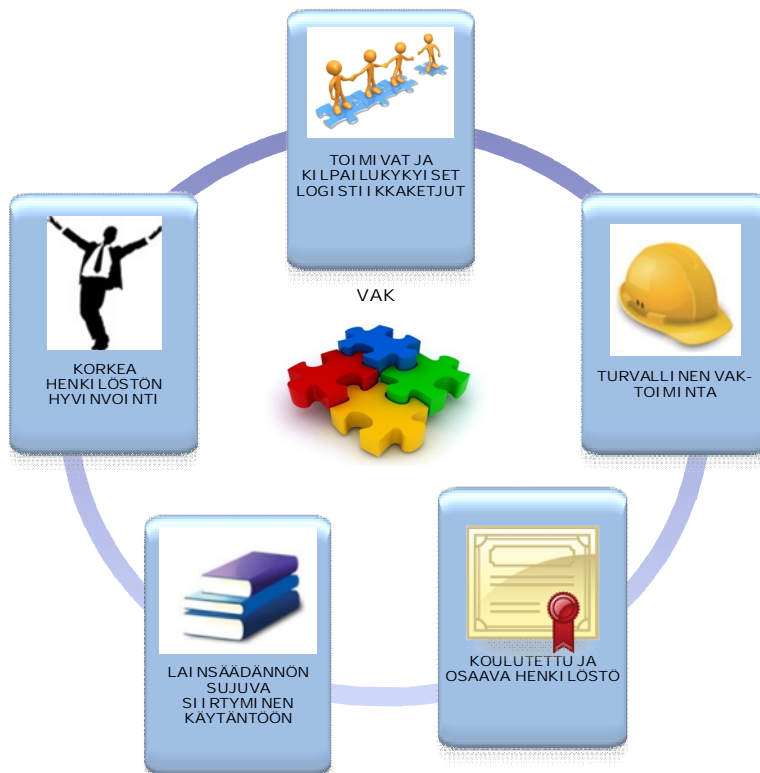 TOIMIVAT JA
KILPAILUKYKYISET
LOGISTIIKKAKETJUT
VAK
KORKEA
HENKILÖSTÖN
HYVINVOINTI
TURVALLINEN VAK-
TOIMINTA
LAINSÄÄDÄNNÖN
SUJUVA
SIIRTYMINEN
KÄYTÄNTÖÖN
KOULUTETTU JA
OSAAVA HENKILÖSTÖ